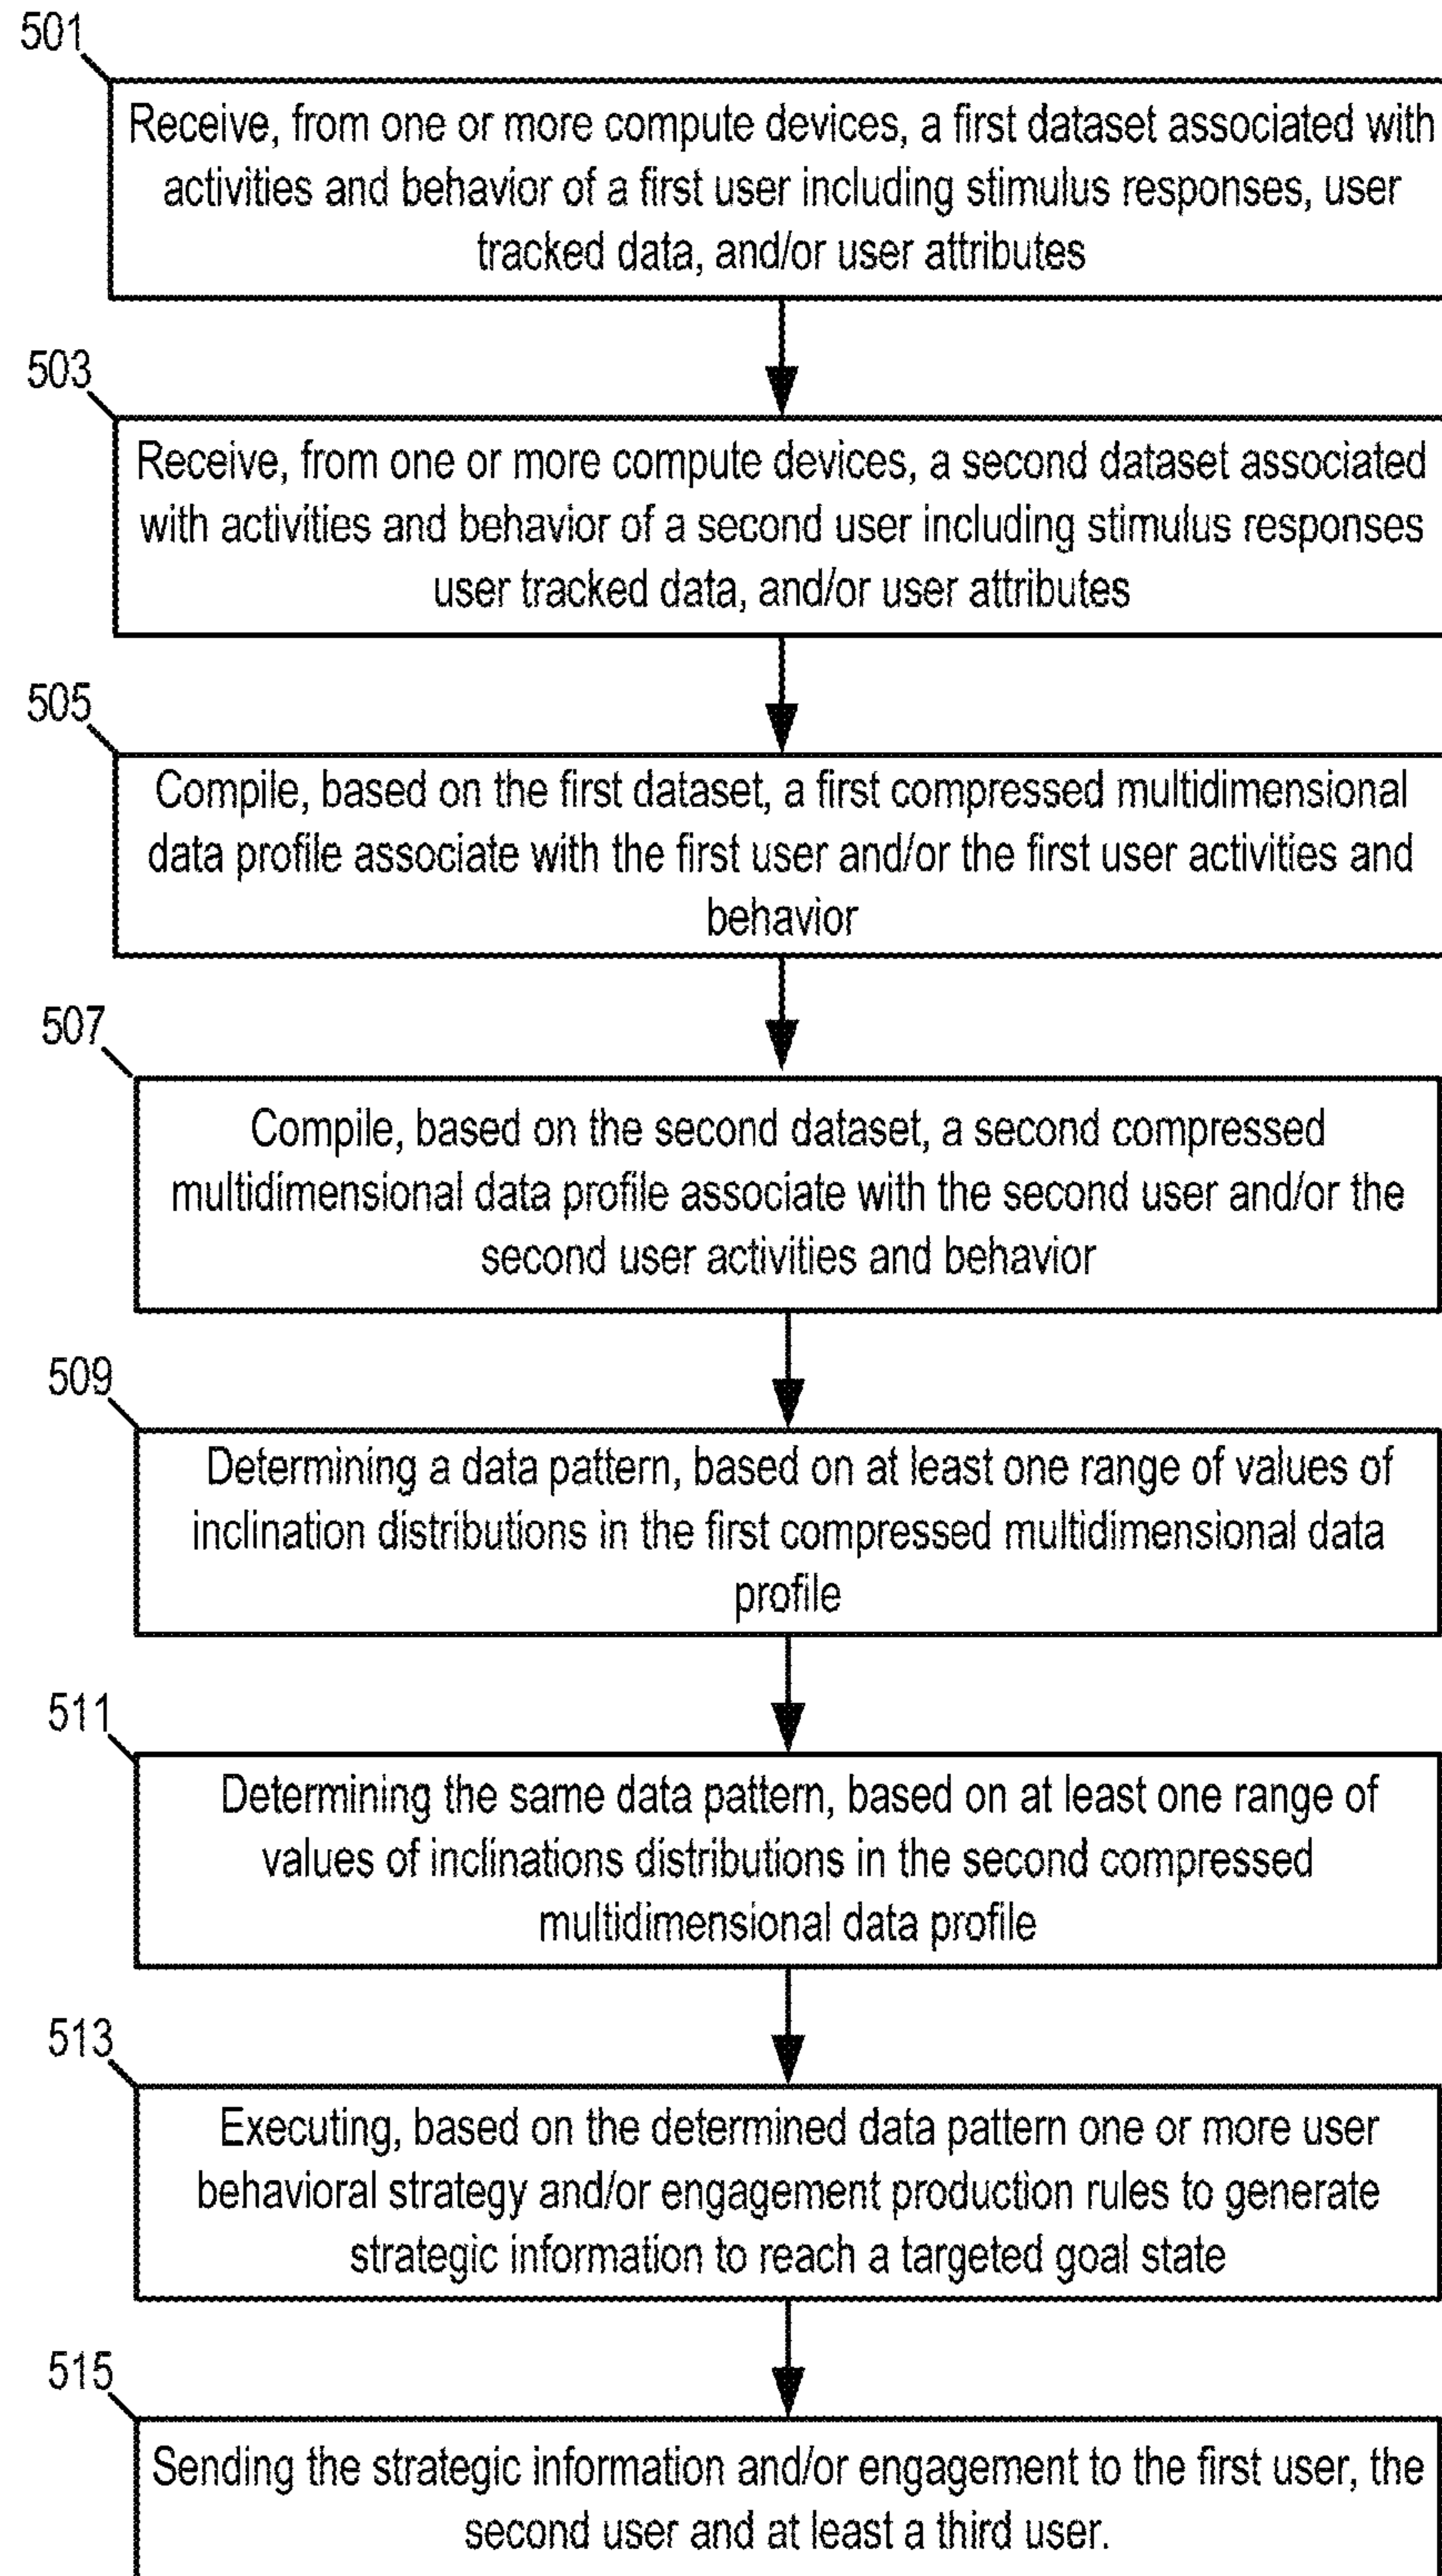 501
Receive, from one or more compute devices, a first dataset associated with
activities and behavior of a first user including stimulus responses, user
tracked data, and/or user attributes
503
Receive, from one or more compute devices, a second dataset associated
with activities and behavior of a second user including stimulus responses
user tracked data, and/or user attributes
505
Compile, based on the first dataset, a first compressed multidimensional
data profile associate with the first user and/or the first user activities and
behavior
507
Compile, based on the second dataset, a second compressed
multidimensional data profile associate with the second user and/or the
second user activities and behavior
509
Determining a data pattern, based on at least one range of values of
inclination distributions in the first compressed multidimensional data
profile
511
Determining the same data pattern, based on at least one range of
values of inclinations distributions in the second compressed
multidimensional data profile
513
Executing, based on the determined data pattern one or more user
behavioral strategy and/or engagement production rules to generate
strategic information to reach a targeted goal state
515
Sending the strategic information and/or engagement to the first user, the
second user and at least a third user.